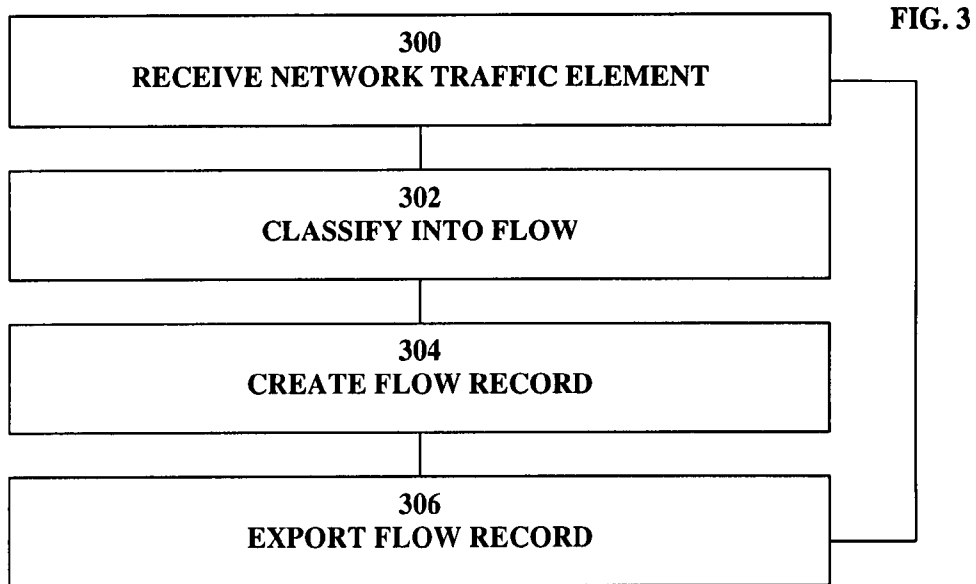 FIG. 3
300
RECEIVE NETWORK TRAFFIC ELEMENT
302
CLASSIFY INTO FLOW
304
CREATE FLOW RECORD
306
EXPORT FLOW RECORD